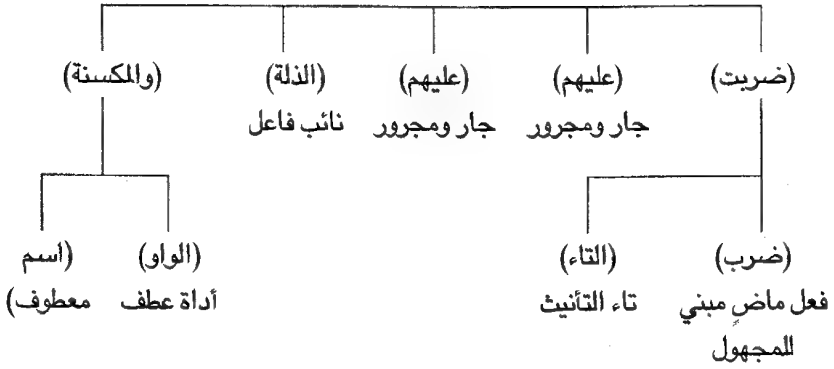 (ضربت) (عليهم) (عليهم) (الذلة) (والمكسنة)
جار ومجرور جار ومجرور نائب فاعل
(ضرب) (التاء) (الواو) (اسم
فعل ماضٍ مبني تاء التأنيث أداة عطف معطوف)
للمجهول